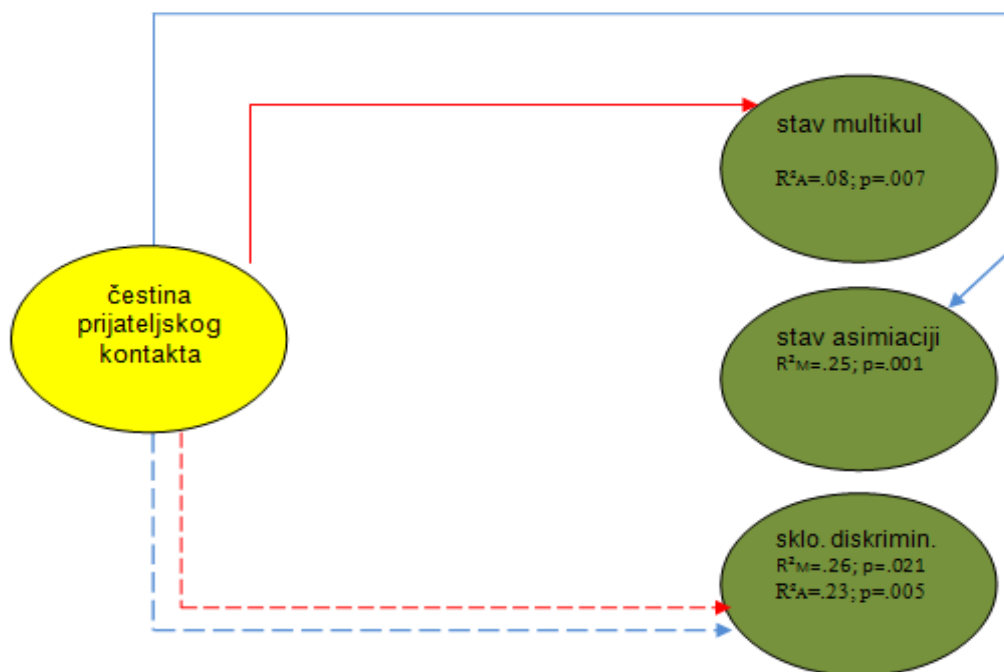 stav multikul
R²A=.08; p=.007
čestina
prijateljskog
kontakta
stav asimiaciji
R²M=.25; p=.001
sklo. diskrimin.
R²M=.26; p=.021
R²A=.23; p=.005